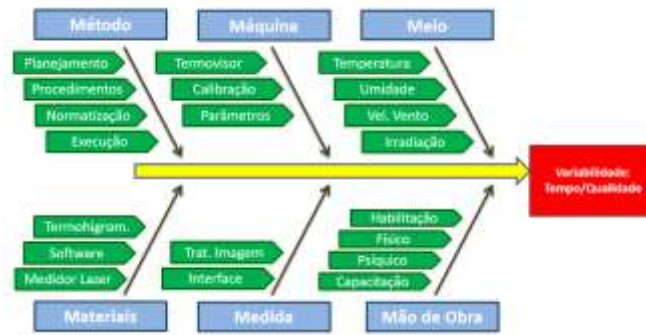 Método
Máquina
Meio
Planejamento
Procedimentos
Normatização
Execução
Termovisor
Calibração
Parâmetros
Temperatura
Umidade
Vel. Vento
Irradiação
Variabilidade:
Tempo/Qualidade
Termohigram.
Software
Medidor Lazer
Trat. Imagem
Interface
Habilitação
Físico
Psíquico
Capacitação
Materiais
Medida
Mão de Obra